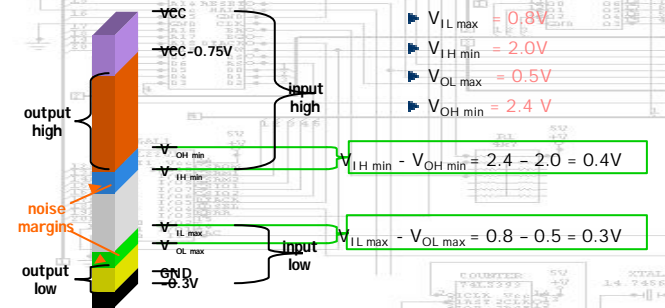 VCC
VCC-0.75V
output
high
input
high
V OH min
V IH min
noise
margins
V IL max
V OL max
input
low
output
low
GND
-0.3V
V IL max = 0.8V
V IH min = 2.0V
V OL max = 0.5V
V OH min = 2.4 V
V IH min - V OH min = 2.4 – 2.0 = 0.4V
V IL max - V OL max = 0.8 – 0.5 = 0.3V
COUNTER
XTAL